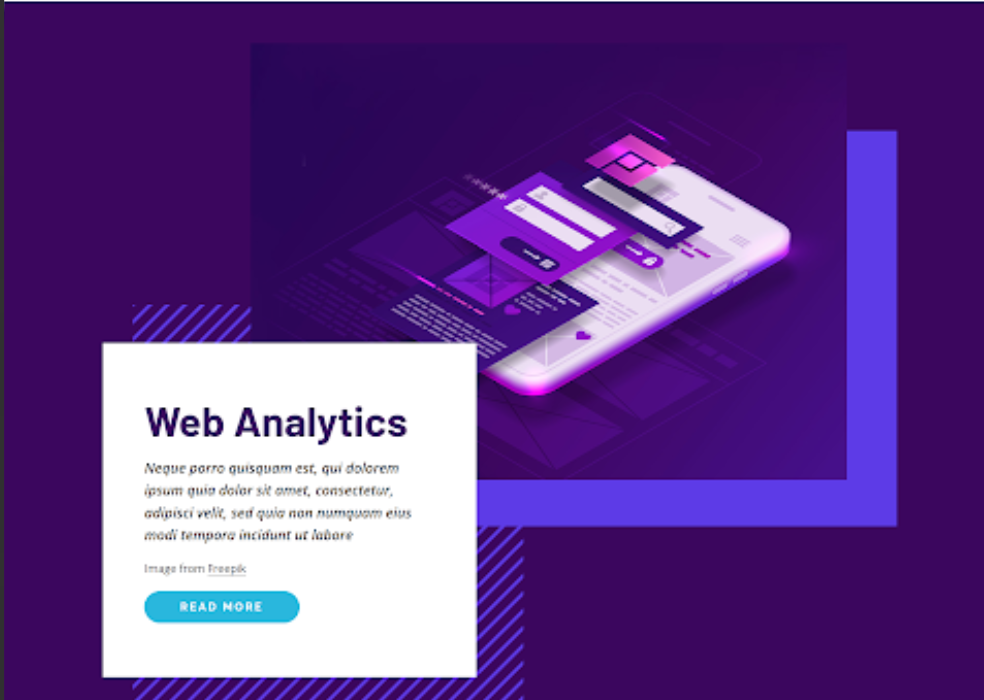 Web Analytics
Neque porro quisquam est, qui dolorem
ipsum quia dolor sit amet, consectetur,
adipisci velit, sed quia non numquam eius
modi tempora incidunt ut labore
Image from Freepik
READ MORE